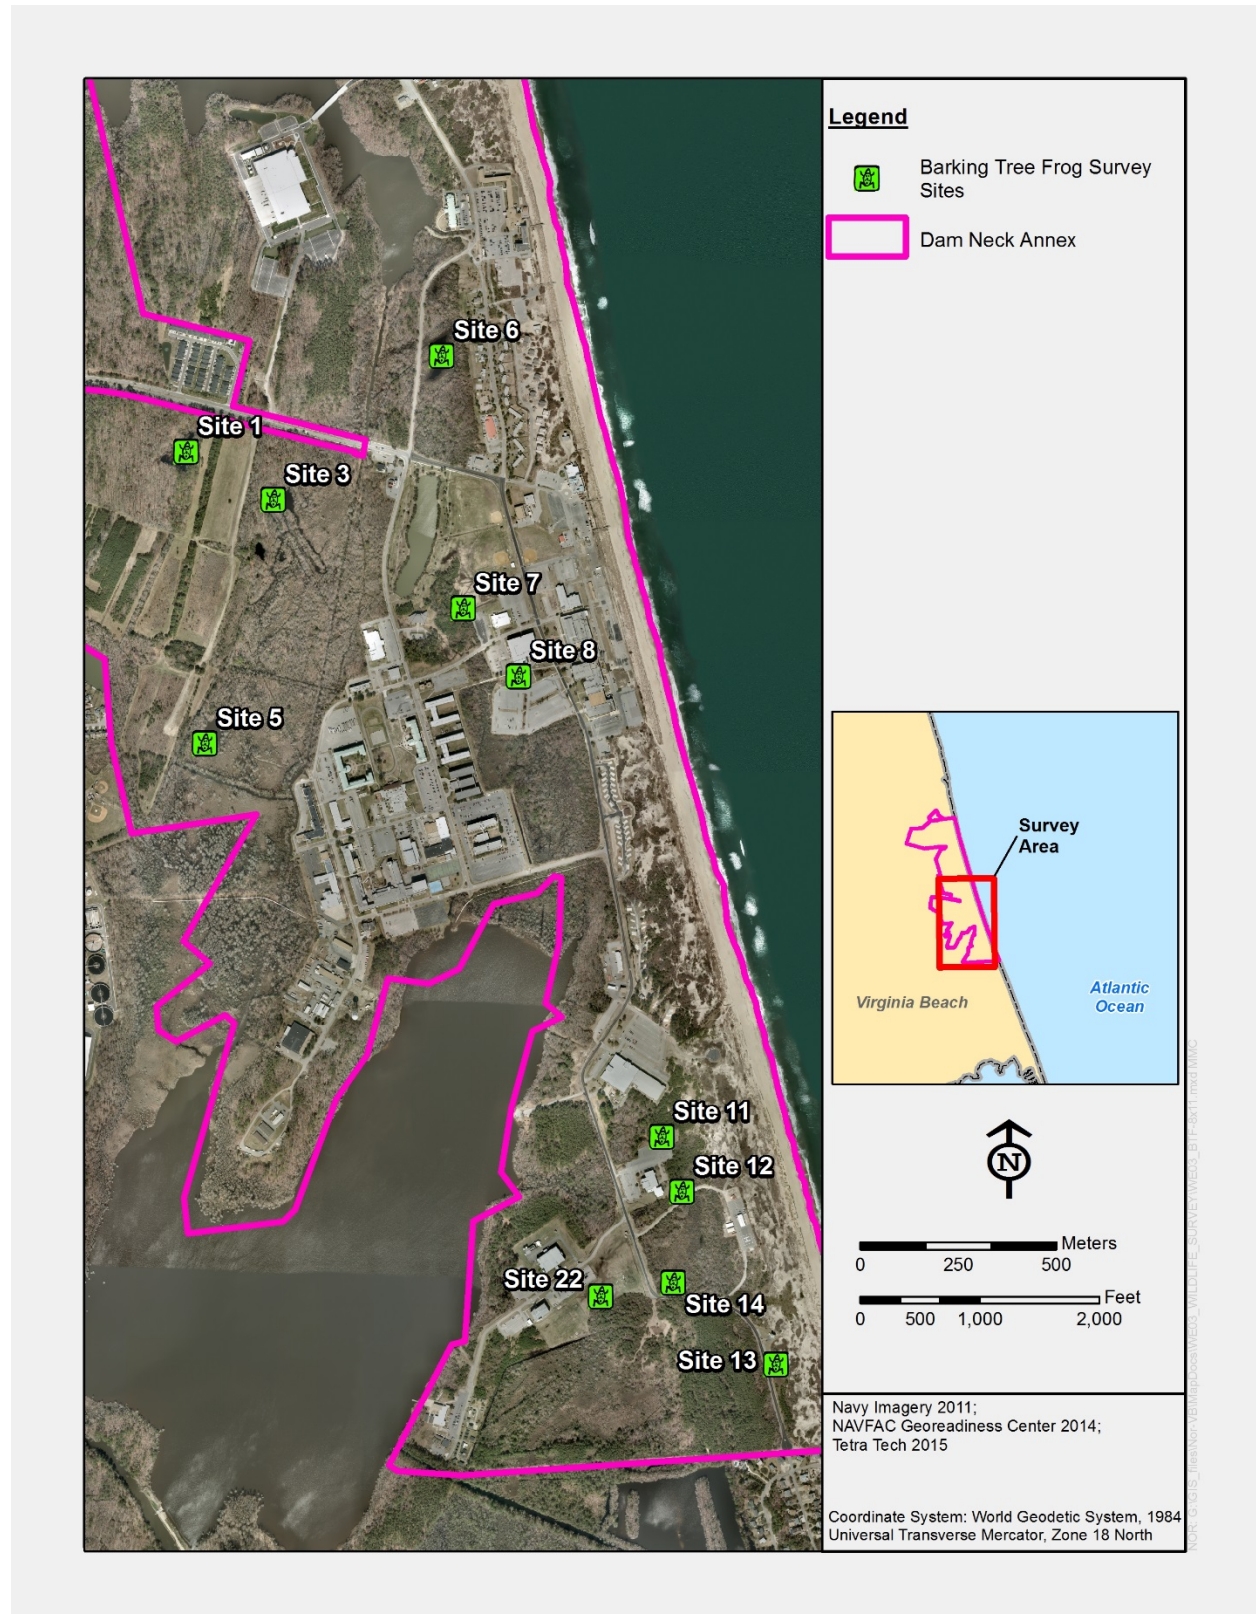 Legend
Barking Tree Frog Survey
Sites
Dam Neck Annex
Site 6
Site 1
Site 3
Site 7
Site 8
Site 5
Survey
Area
Virginia Beach
Atlantic
Ocean
Site 11
Site 12
Site 22
Site 14
Site 13
N
Meters
0 250 500
Feet
0 500 1,000 2,000
Navy Imagery 2011;
NAVFAC Georeadiness Center 2014;
Tetra Tech 2015
Coordinate System: World Geodetic System, 1984
Universal Transverse Mercator, Zone 18 North